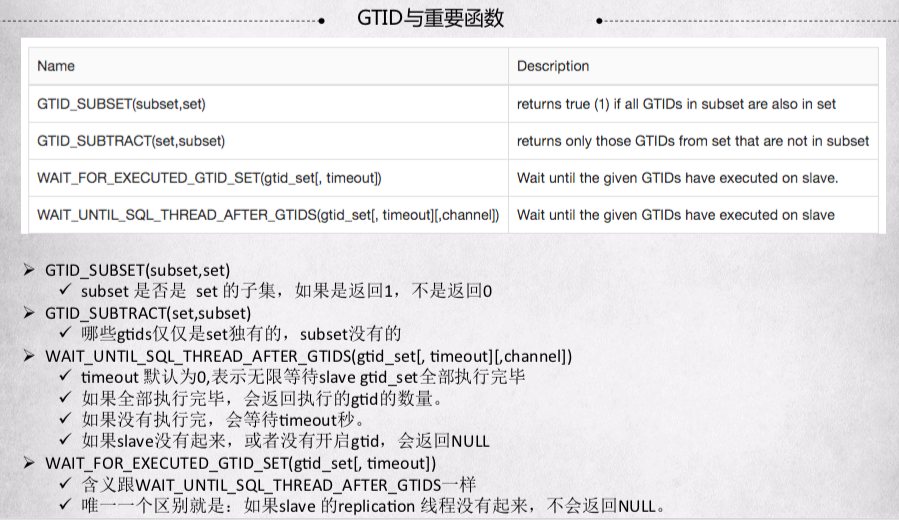 GTID与重要函数
Name Description
GTID_SUBSET(subset,set) returns true (1) if all GTIDs in subset are also in set
GTID_SUBTRACT(set,subset) returns only those GTIDs from set that are not in subset
WAIT_FOR_EXECUTED_GTID_SET(gtid_set[, timeout]) Wait until the given GTIDs have executed on slave.
WAIT_UNTIL_SQL_THREAD_AFTER_GTIDS(gtid_set[, timeout][,channel]) Wait until the given GTIDs have executed on slave
➢ GTID_SUBSET(subset,set)
✓ subset 是否是 set 的子集，如果是返回1，不是返回0
➢ GTID_SUBTRACT(set,subset)
✓ 哪些gtids仅仅是set独有的，subset没有的
➢ WAIT_UNTIL_SQL_THREAD_AFTER_GTIDS(gtid_set[, timeout][,channel])
✓ timeout 默认为0,表示无限等待slave gtid_set全部执行完毕
✓ 如果全部执行完毕，会返回执行的gtid的数量。
✓ 如果没有执行完，会等待timeout秒。
✓ 如果slave没有起来，或者没有开启gtid，会返回NULL
➢ WAIT_FOR_EXECUTED_GTID_SET(gtid_set[, timeout])
✓ 含义跟WAIT_UNTIL_SQL_THREAD_AFTER_GTIDS一样
✓ 唯一一个区别就是：如果slave 的replication 线程没有起来，不会返回NULL。